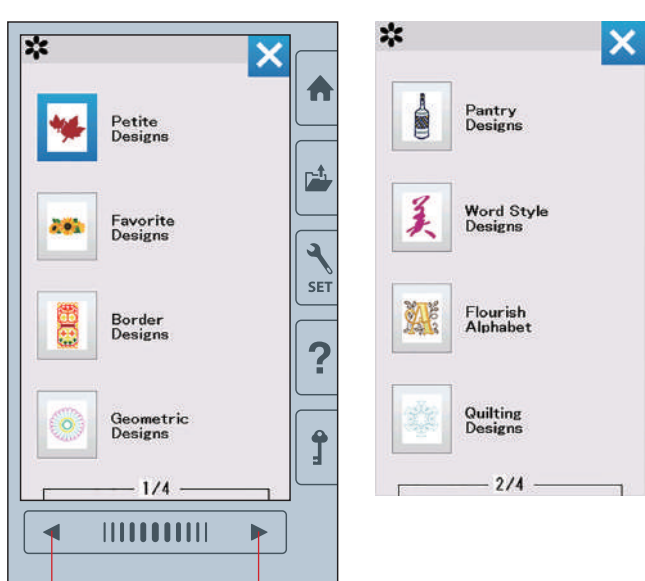 Petite
Designs
Favorite
Designs
Border
Designs
Geometric
Designs
1/4
SET
?
Pantry
Designs
美
Word Style
Designs
A
Flourish
Alphabet
Quilting
Designs
2/4